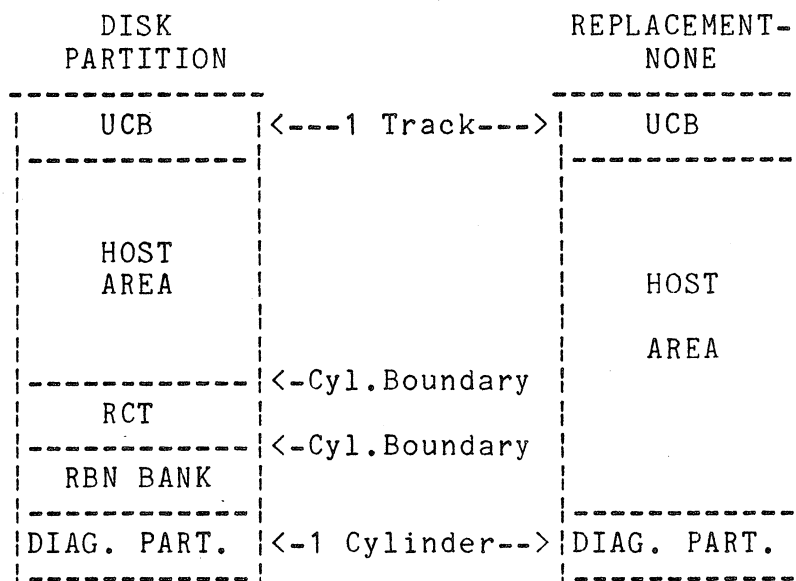 DISK REPLACEMENT-
PARTITION NONE
UCB <---1 Track---> UCB
HOST
AREA HOST
AREA
<-Cyl.Boundary
RCT
<-Cyl.Boundary
RBN BANK
DIAG. PART. <-1 Cylinder--> DIAG. PART.